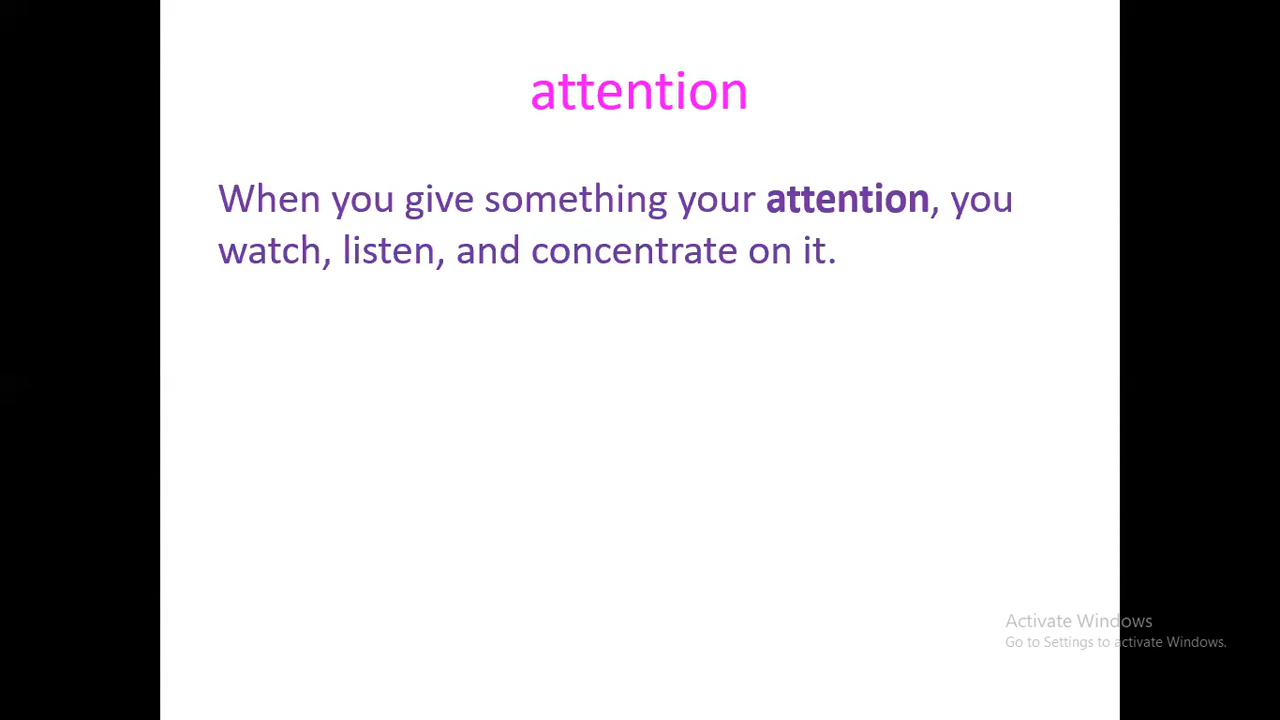 attention
When you give something your attention, you
watch, listen, and concentrate on it.
Activate Windows
Go to Settings to activate Windows.